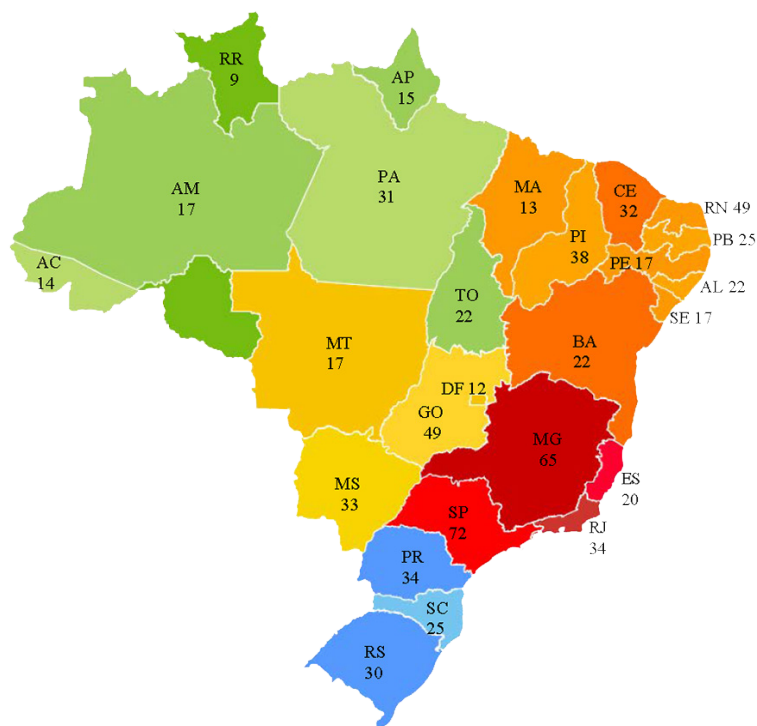 RR
9
AP
15
AM
17
PA
31
MA
13
CE
32
RN 49
PI
38
PB 25
PE 17
AC
14
AL 22
TO
22
SE 17
MT
17
BA
22
DF 12
GO
49
MG
65
MS
33
ES
20
SP
72
RJ
34
PR
34
SC
25
RS
30